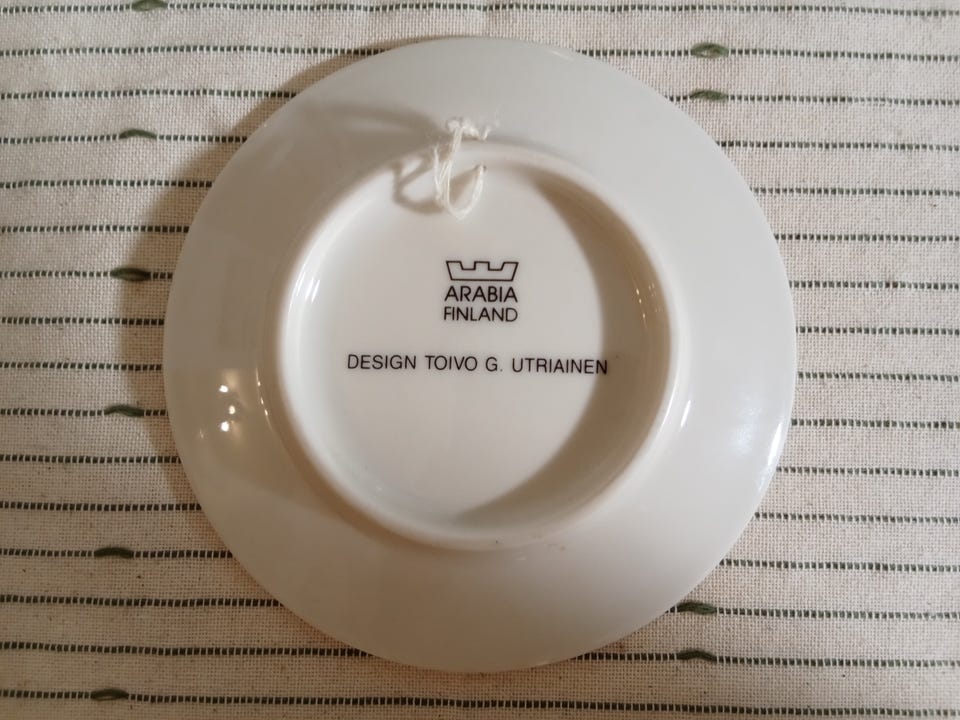 ARABIA
FINLAND
DESIGN TOIVO G. UTRIAINEN